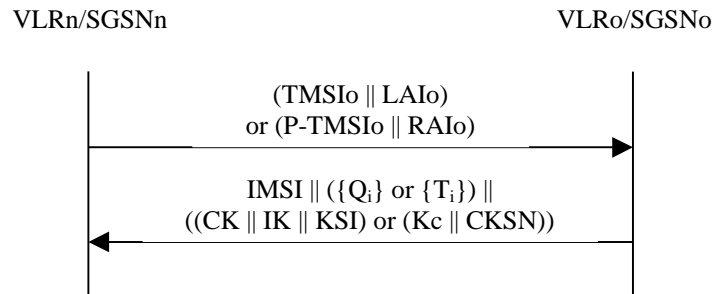 VLRn/SGSNn VLRo/SGSNo
(TMSIo || LAIo)
or (P-TMSIo || RAIo)
IMSI || ({Qi} or {Ti}) ||
((CK || IK || KSI) or (Kc || CKSN))